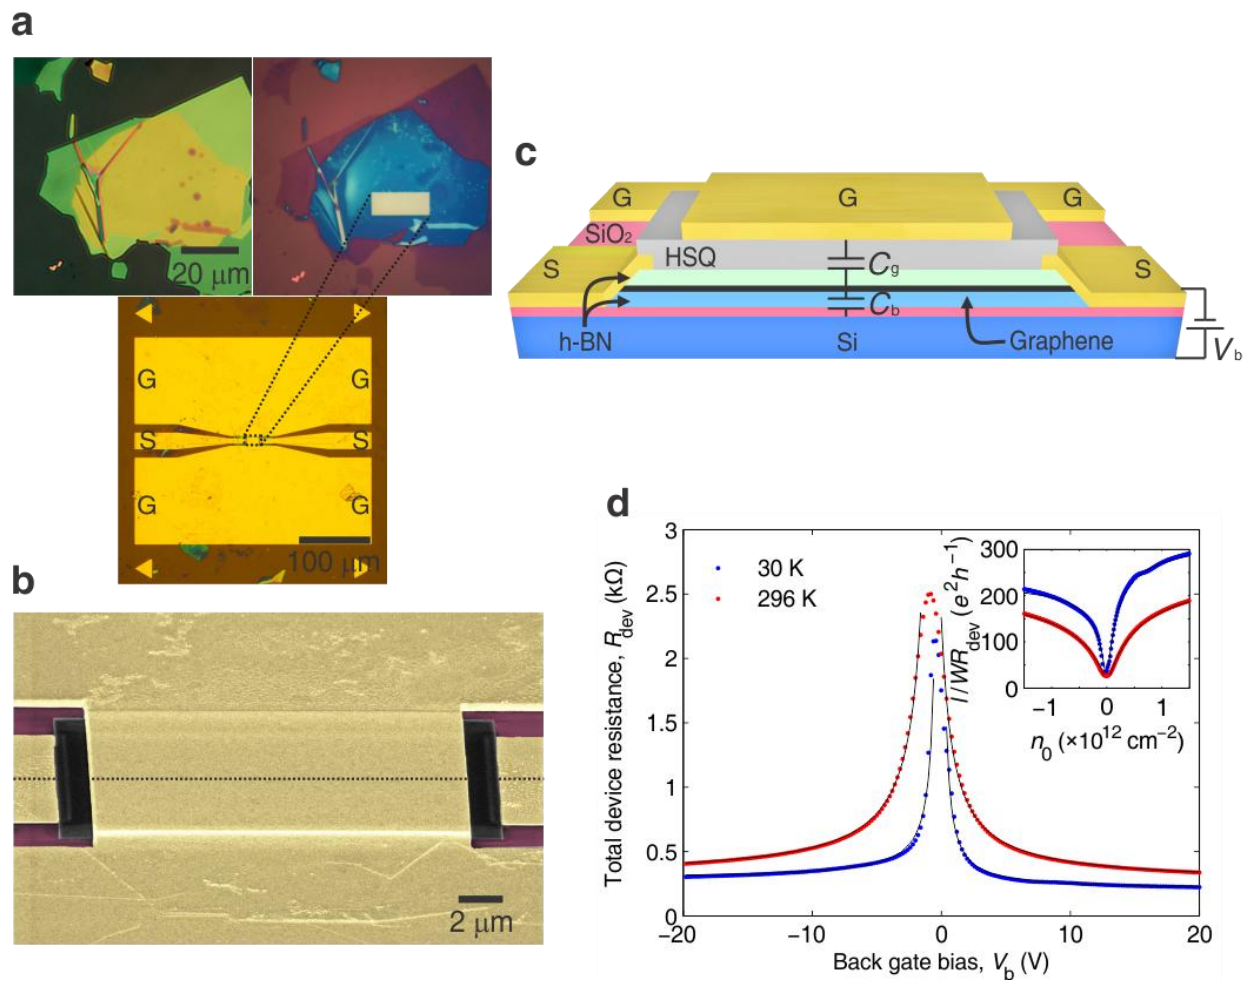 a
20 μm
G
G
S
S
G
G
100 μm
b
2 μm
c
G
G
G
SiO2
HSQ
S
S
Cg
Cb
h-BN
Si
Graphene
Vb
d
Total device resistance, Rdev (kΩ)
3
2.5
2
1.5
1
0.5
0
30 K
296 K
l/WRdev (e²h⁻¹)
300
200
100
0
−1
0
1
n0 (×10¹² cm⁻²)
−20
−10
0
10
20
Back gate bias, Vb (V)